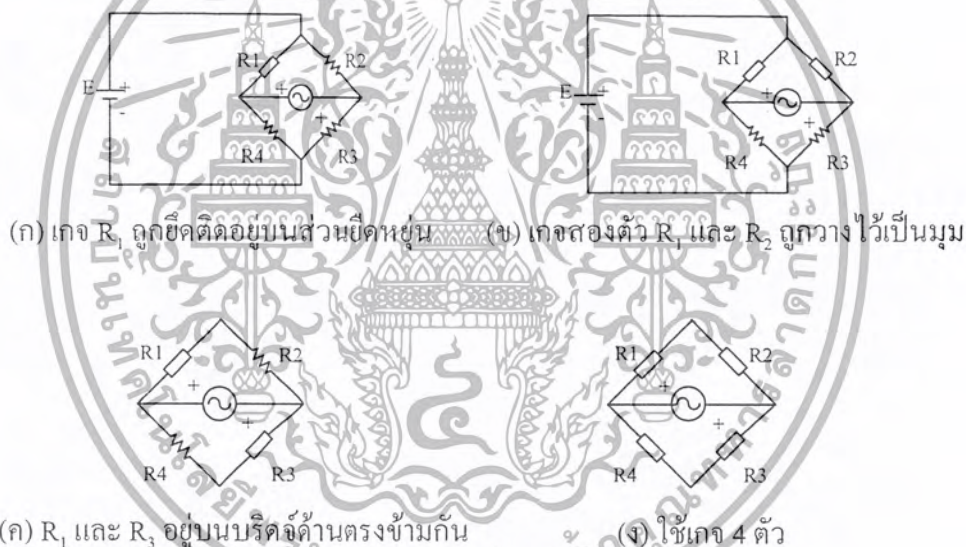 R1 R2
E + +
- +
R4 R3
R1 R2
E + +
- +
R4 R3
(ก) เกจ R₁ ถูกยึดติดอยู่บนส่วนยืดหยุ่น (ข) เกจสองตัว R₁ และ R₂ ถูกวางไว้เป็นมุม
R1 R2
+
+
R4 R3
R1 R2
+
+
R4 R3
(ค) R₁ และ R₃ อยู่บนบริดจ์ด้านตรงข้ามกัน (ง) ใช้เกจ 4 ตัว